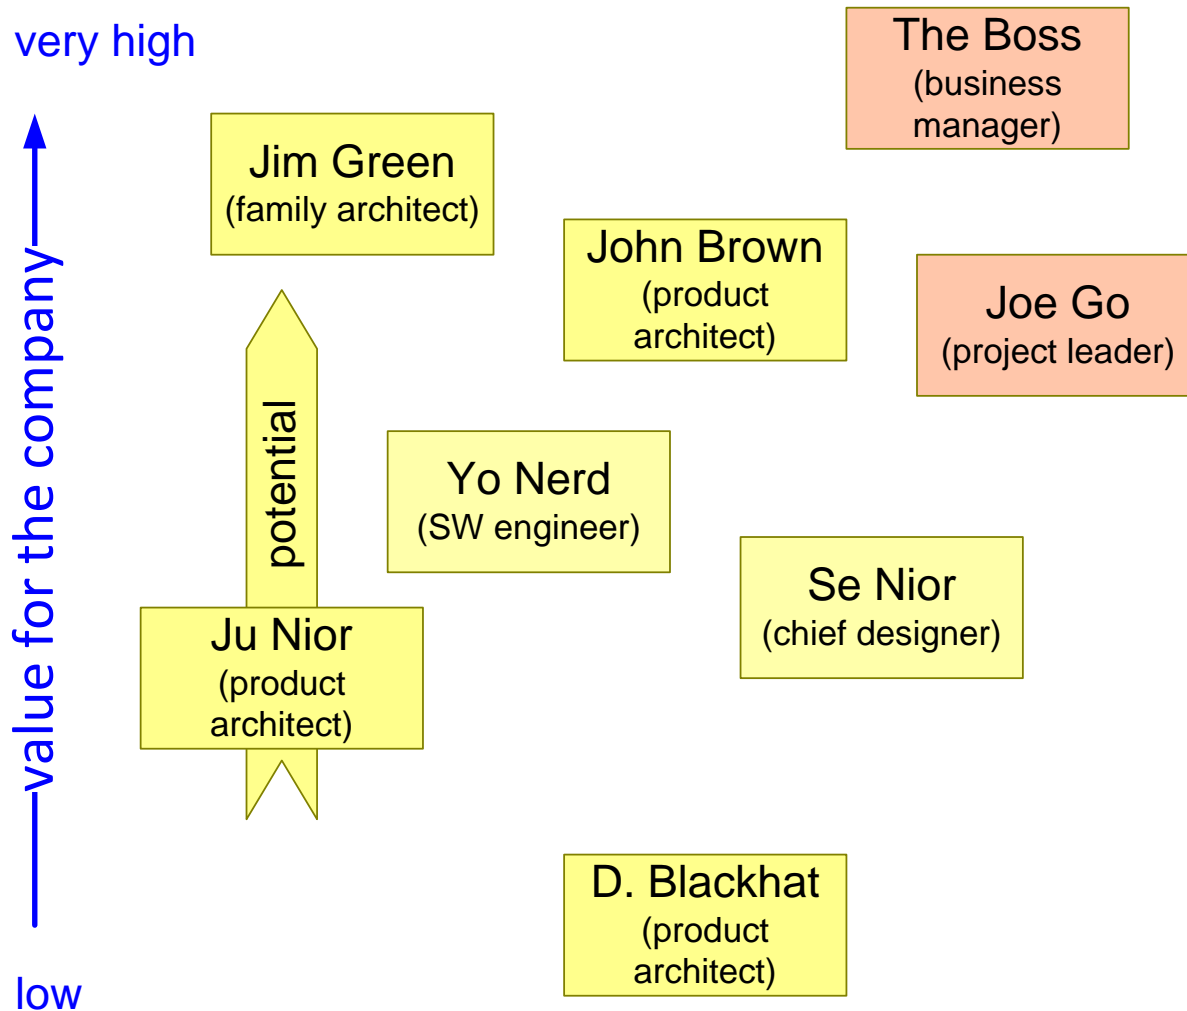 very high
The Boss
(business
manager)
Jim Green
(family architect)
John Brown
(product
architect)
Joe Go
(project leader)
value for the company
potential
Yo Nerd
(SW engineer)
Se Nior
(chief designer)
Ju Nior
(product
architect)
D. Blackhat
(product
architect)
low